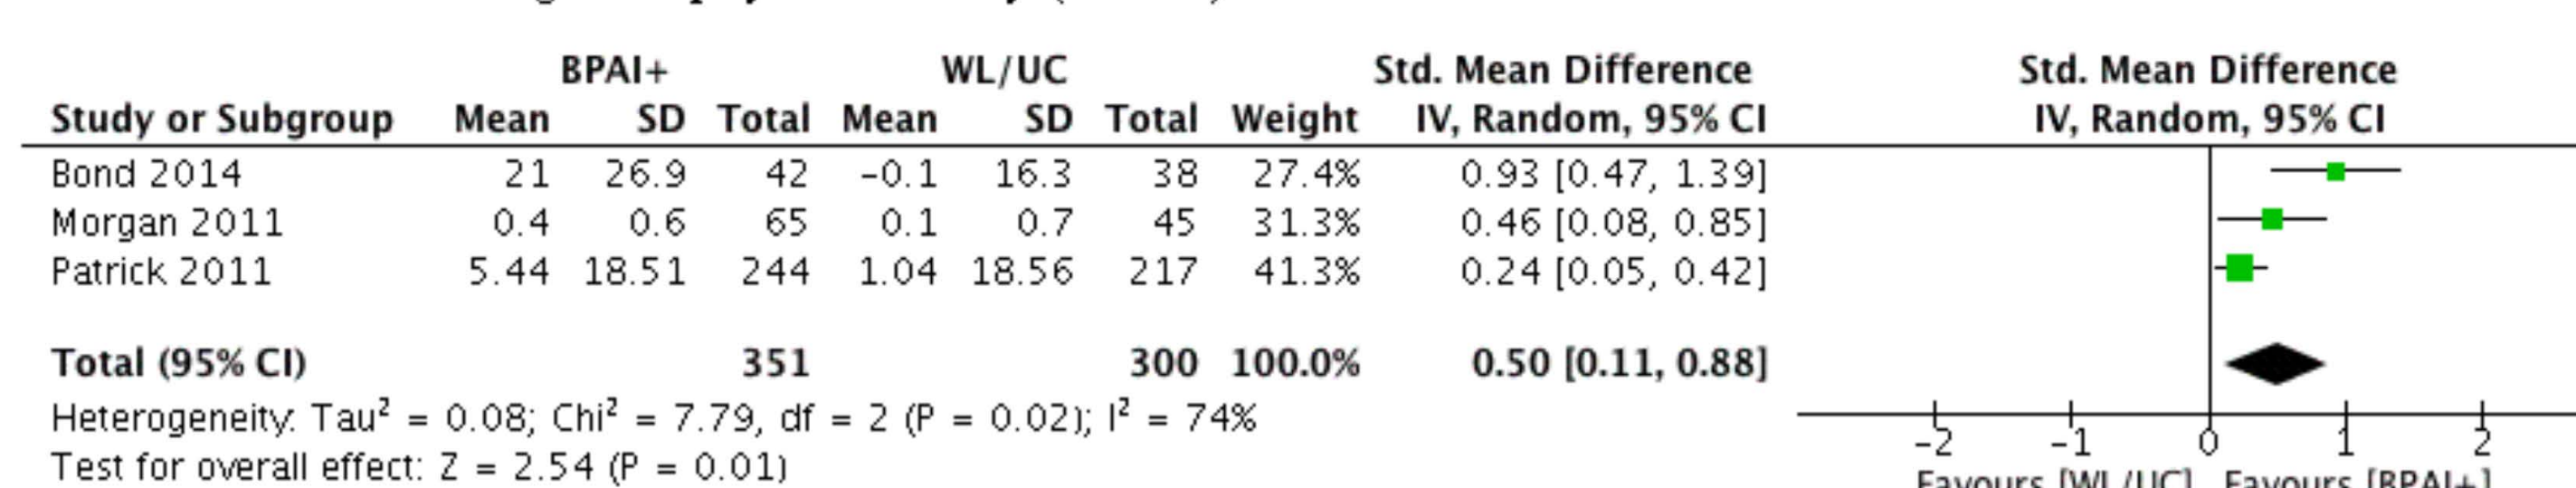 BPAI+ WL/UC Std. Mean Difference Std. Mean Difference
Study or Subgroup Mean SD Total Mean SD Total Weight IV, Random, 95% CI IV, Random, 95% CI
Bond 2014 21 26.9 42 −0.1 16.3 38 27.4% 0.93 [0.47, 1.39]
Morgan 2011 0.4 0.6 65 0.1 0.7 45 31.3% 0.46 [0.08, 0.85]
Patrick 2011 5.44 18.51 244 1.04 18.56 217 41.3% 0.24 [0.05, 0.42]
Total (95% CI) 351 300 100.0% 0.50 [0.11, 0.88]
Heterogeneity: Tau² = 0.08; Chi² = 7.79, df = 2 (P = 0.02); I² = 74%
Test for overall effect: Z = 2.54 (P = 0.01)
−2 −1 0 1 2
Favours [WL/UC] Favours [BPAI+]